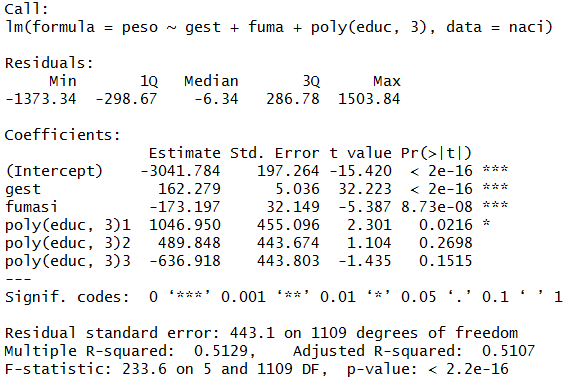 Call:
lm(formula = peso ~ gest + fuma + poly(educ, 3), data = naci)
Residuals:
Min 1Q Median 3Q Max
-1373.34 -298.67 -6.34 286.78 1503.84
Coefficients:
Estimate Std. Error t value Pr(>|t|)
(Intercept) -3041.784 197.264 -15.420 < 2e-16 ***
gest 162.279 5.036 32.223 < 2e-16 ***
fumasi -173.197 32.149 -5.387 8.73e-08 ***
poly(educ, 3)1 1046.950 455.096 2.301 0.0216 *
poly(educ, 3)2 489.848 443.674 1.104 0.2698
poly(educ, 3)3 -636.918 443.803 -1.435 0.1515
---
Signif. codes: 0 ‘***’ 0.001 ‘**’ 0.01 ‘*’ 0.05 ‘.’ 0.1 ‘ ’ 1
Residual standard error: 443.1 on 1109 degrees of freedom
Multiple R-squared: 0.5129, Adjusted R-squared: 0.5107
F-statistic: 233.6 on 5 and 1109 DF, p-value: < 2.2e-16